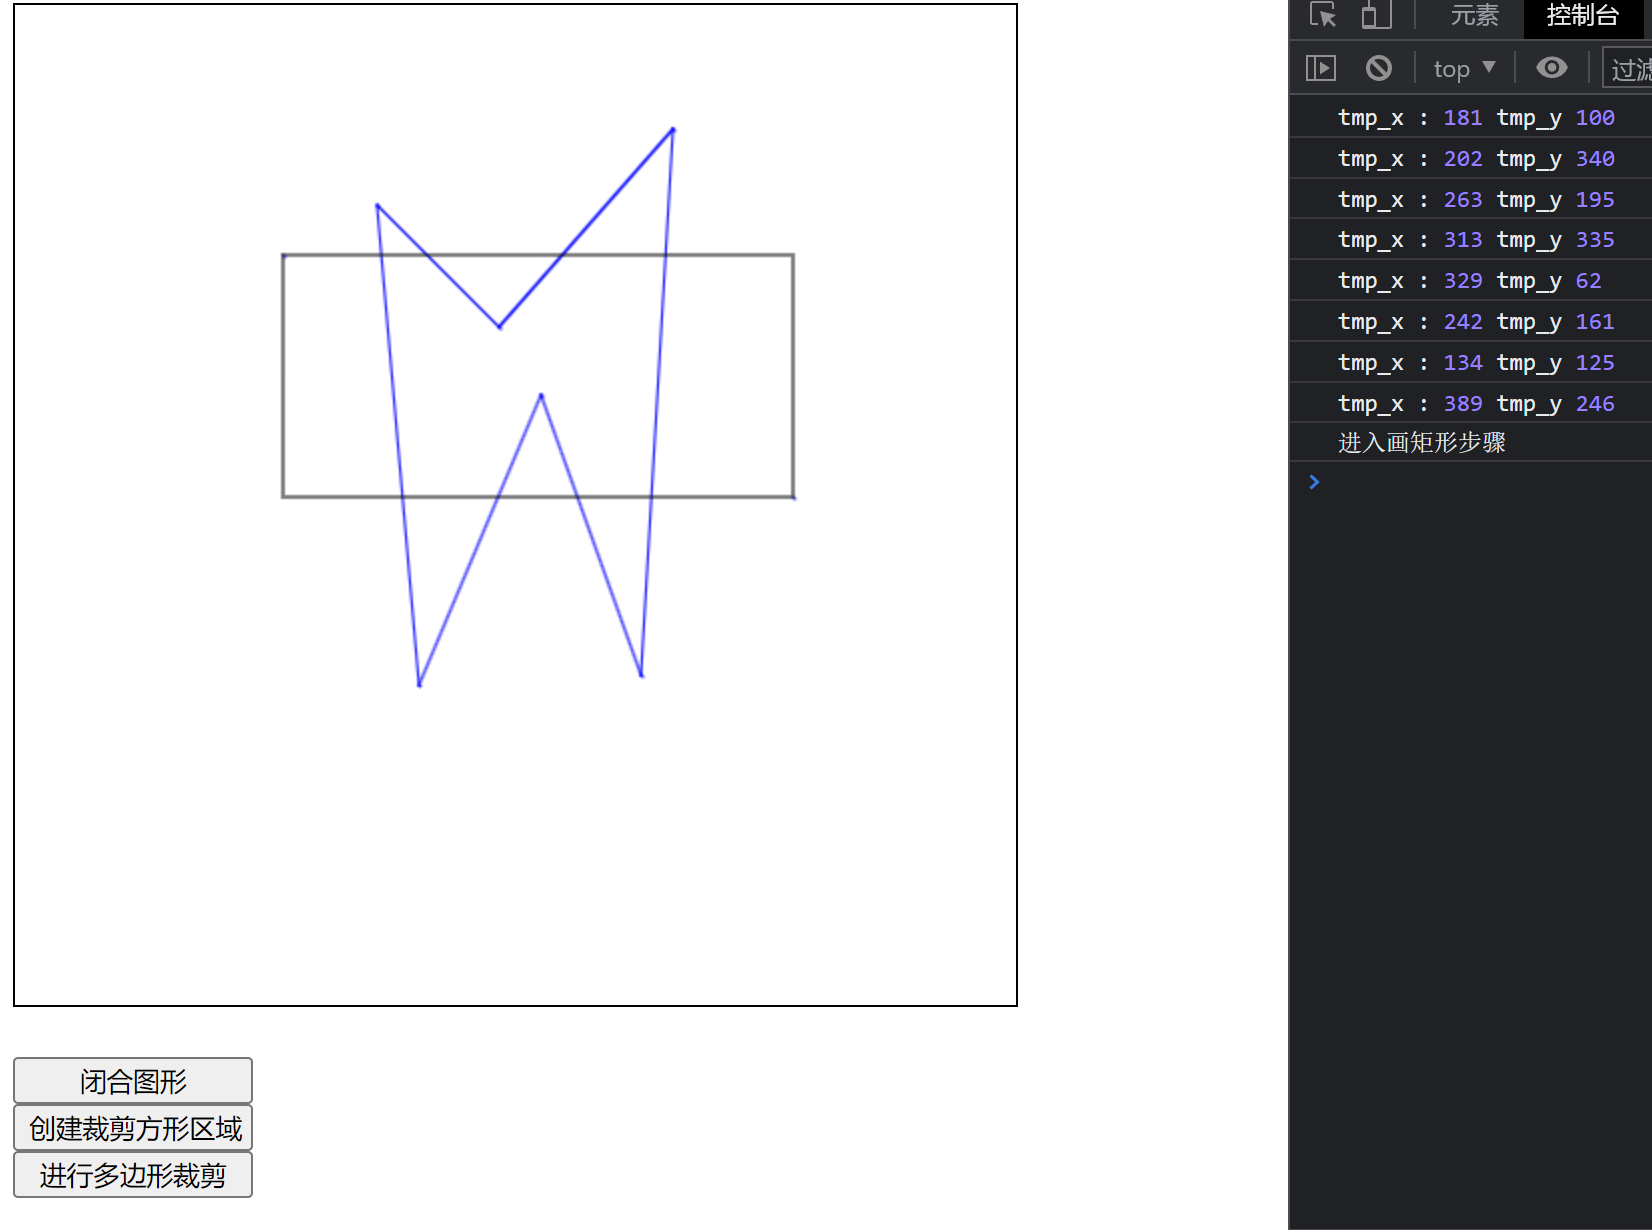 元素 控制台
top ▼ 过滤
tmp_x : 181 tmp_y 100
tmp_x : 202 tmp_y 340
tmp_x : 263 tmp_y 195
tmp_x : 313 tmp_y 335
tmp_x : 329 tmp_y 62
tmp_x : 242 tmp_y 161
tmp_x : 134 tmp_y 125
tmp_x : 389 tmp_y 246
进入画矩形步骤
闭合图形
创建裁剪方形区域
进行多边形裁剪